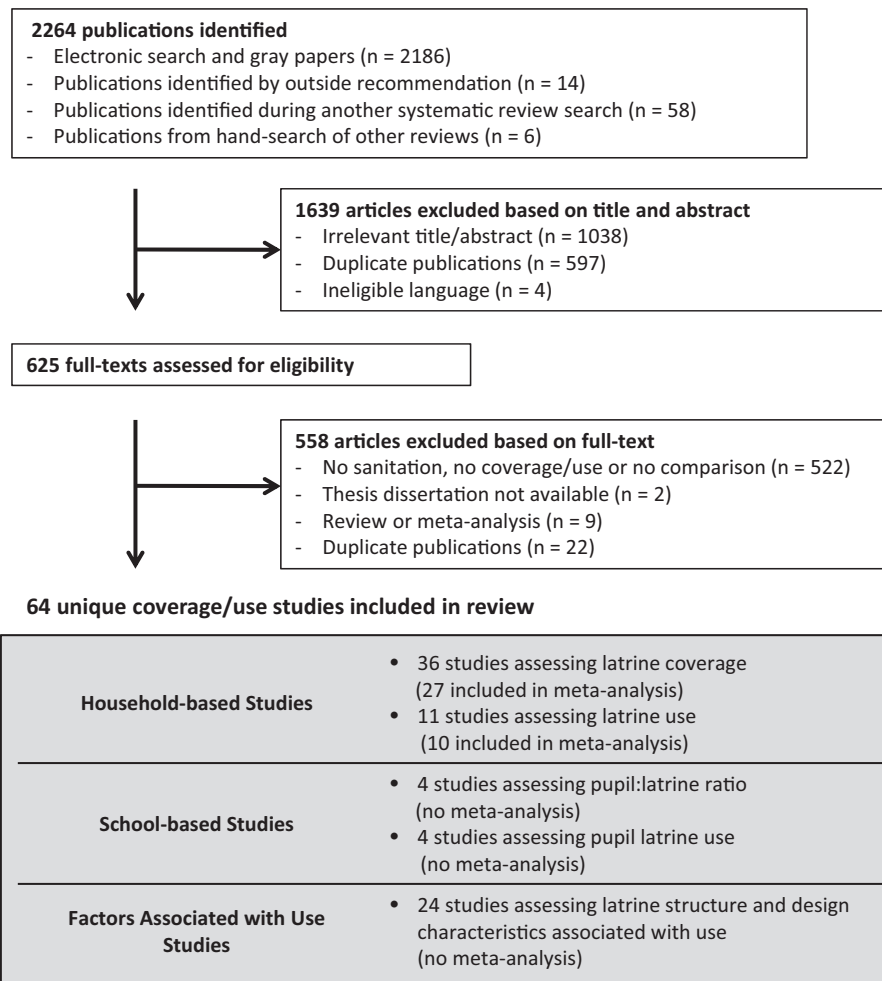 2264 publications identified
- Electronic search and gray papers (n = 2186)
- Publications identified by outside recommendation (n = 14)
- Publications identified during another systematic review search (n = 58)
- Publications from hand-search of other reviews (n = 6)
1639 articles excluded based on title and abstract
- Irrelevant title/abstract (n = 1038)
- Duplicate publications (n = 597)
- Ineligible language (n = 4)
625 full-texts assessed for eligibility
558 articles excluded based on full-text
- No sanitation, no coverage/use or no comparison (n = 522)
- Thesis dissertation not available (n = 2)
- Review or meta-analysis (n = 9)
- Duplicate publications (n = 22)
64 unique coverage/use studies included in review
Household-based Studies
• 36 studies assessing latrine coverage
(27 included in meta-analysis)
• 11 studies assessing latrine use
(10 included in meta-analysis)
School-based Studies
• 4 studies assessing pupil:latrine ratio
(no meta-analysis)
• 4 studies assessing pupil latrine use
(no meta-analysis)
Factors Associated with Use
Studies
• 24 studies assessing latrine structure and design
characteristics associated with use
(no meta-analysis)